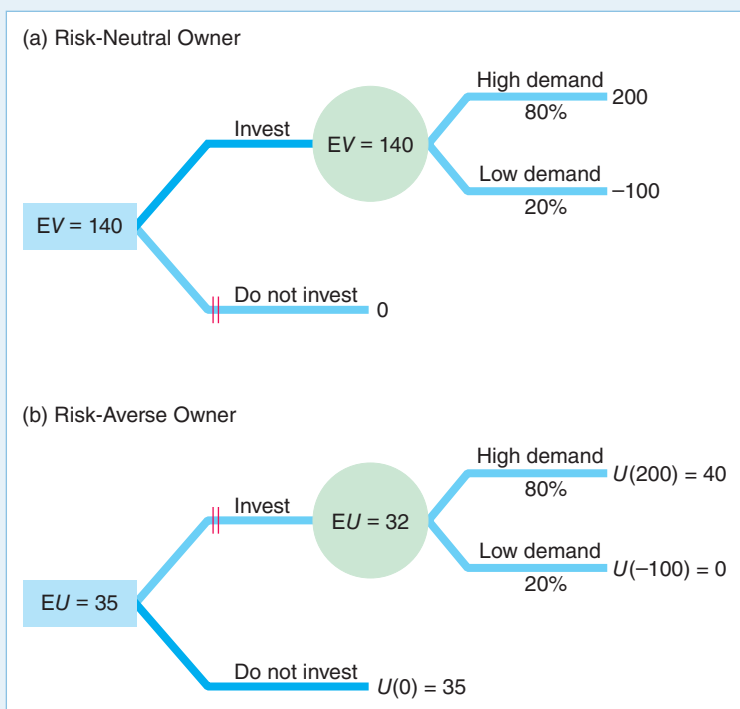 (a) Risk-Neutral Owner
High demand
200
80%
Invest
EV = 140
Low demand
–100
20%
EV = 140
Do not invest
0
(b) Risk-Averse Owner
High demand
U(200) = 40
80%
Invest
EU = 32
Low demand
U(–100) = 0
20%
EU = 35
Do not invest
U(0) = 35